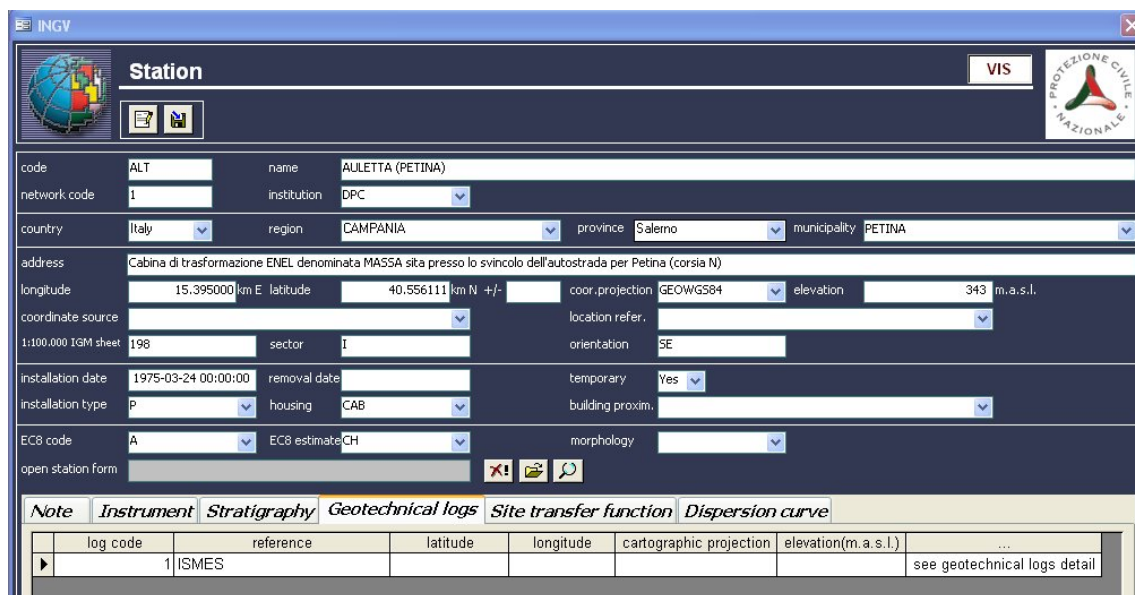 INGV
Station
VIS
PROTEZIONE CIVILE NAZIONALE
code ALT name AULETTA (PETINA)
network code 1 institution DPC
country Italy region CAMPANIA province Salerno municipality PETINA
address Cabina di trasformazione ENEL denominata MASSA sita presso lo svincolo dell'autostrada per Petina (corsia N)
longitude 15.395000 km E latitude 40.556111 km N +/- coor.projection GEOWGS84 elevation 343 m.a.s.l.
coordinate source location refer.
1:100.000 IGM sheet 198 sector I orientation SE
installation date 1975-03-24 00:00:00 removal date temporary Yes
installation type P housing CAB building proxim.
EC8 code A EC8 estimate CH morphology
open station form
Note Instrument Stratigraphy Geotechnical logs Site transfer function Dispersion curve
log code reference latitude longitude cartographic projection elevation(m.a.s.l.) ...
1 ISMES see geotechnical logs detail